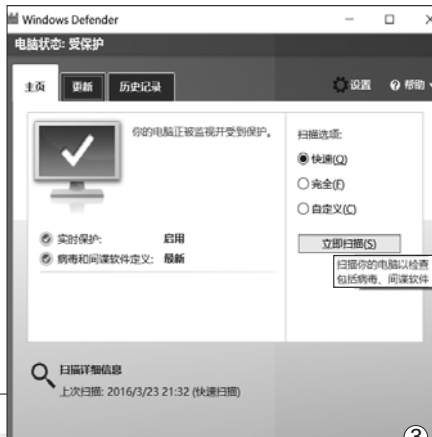 Windows Defender
电脑状态: 受保护
主页 更新 历史记录 设置 帮助
你的电脑正被监视并受到保护。
扫描选项:
快速(Q)
完全(F)
自定义(C)
立即扫描(S)
实时保护: 启用
病毒和间谍软件定义: 最新
扫描你的电脑以检查
包括病毒、间谍软件
扫描详细信息
上次扫描: 2016/3/23 21:32 (快速扫描)
③